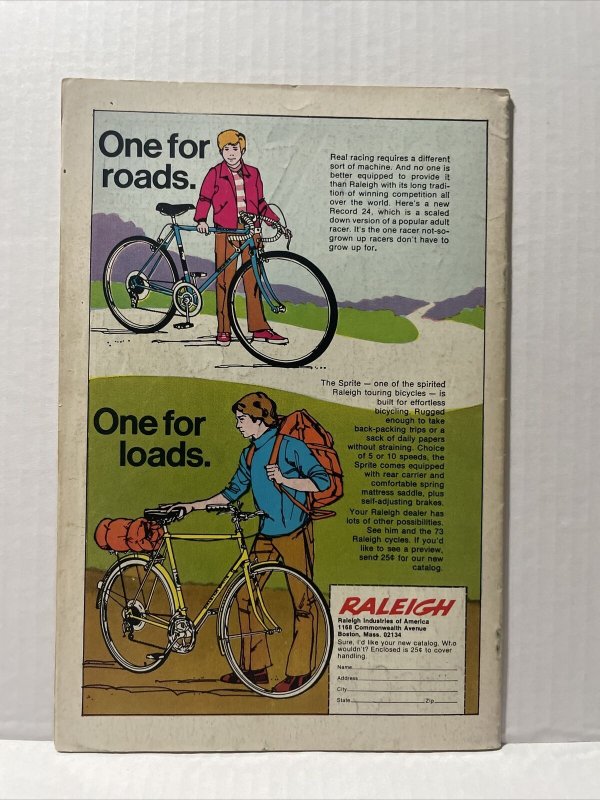 One for
roads.
Real racing requires a different
sort of machine. And no one is
better equipped to provide it
than Raleigh with its long tradi-
tion of winning competition all
over the world. Here's a new
Record 24, which is a scaled
down version of a popular adult
racer. It's the one racer not-so-
grown up racers don't have to
grow up for.
The Sprite — one of the spirited
Raleigh touring bicycles — is
built for effortless
bicycling. Rugged
enough to take
back-packing trips or a
sack of daily papers
without straining. Choice
of 5 or 10 speeds, the
Sprite comes equipped
with rear carrier and
comfortable spring
mattress saddle, plus
self-adjusting brakes.
Your Raleigh dealer has
lots of other possibilities.
See him and the 73
Raleigh cycles. If you'd
like to see a preview,
send 25¢ for our new
catalog.
One for
loads.
RALEIGH
Raleigh Industries of America
1168 Commonwealth Avenue
Boston, Mass. 02134
Sure, I'd like your new catalog. Who
wouldn't? Enclosed is 25¢ to cover
handling.
Name
Address
City
State Zip